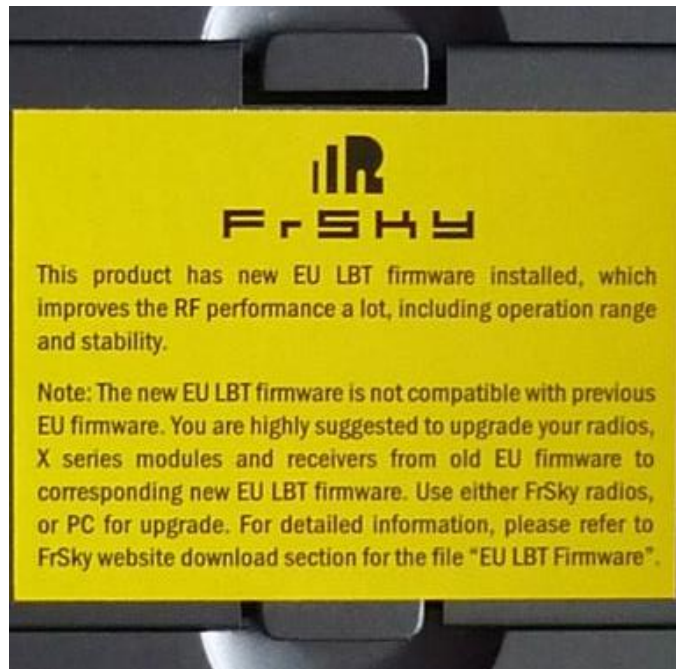 FrSKY
This product has new EU LBT firmware installed, which
improves the RF performance a lot, including operation range
and stability.
Note: The new EU LBT firmware is not compatible with previous
EU firmware. You are highly suggested to upgrade your radios,
X series modules and receivers from old EU firmware to
corresponding new EU LBT firmware. Use either FrSky radios,
or PC for upgrade. For detailed information, please refer to
FrSky website download section for the file “EU LBT Firmware”.